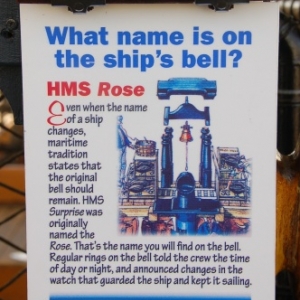 What name is on
the ship's bell?
HMS Rose
Even when the name
of a ship
changes,
maritime
tradition
states that
the original
bell should
remain. HMS
Surprise was
originally
named the
Rose. That's the name you will find on the bell.
Regular rings on the bell told the crew the time
of day or night, and announced changes in the
watch that guarded the ship and kept it sailing.